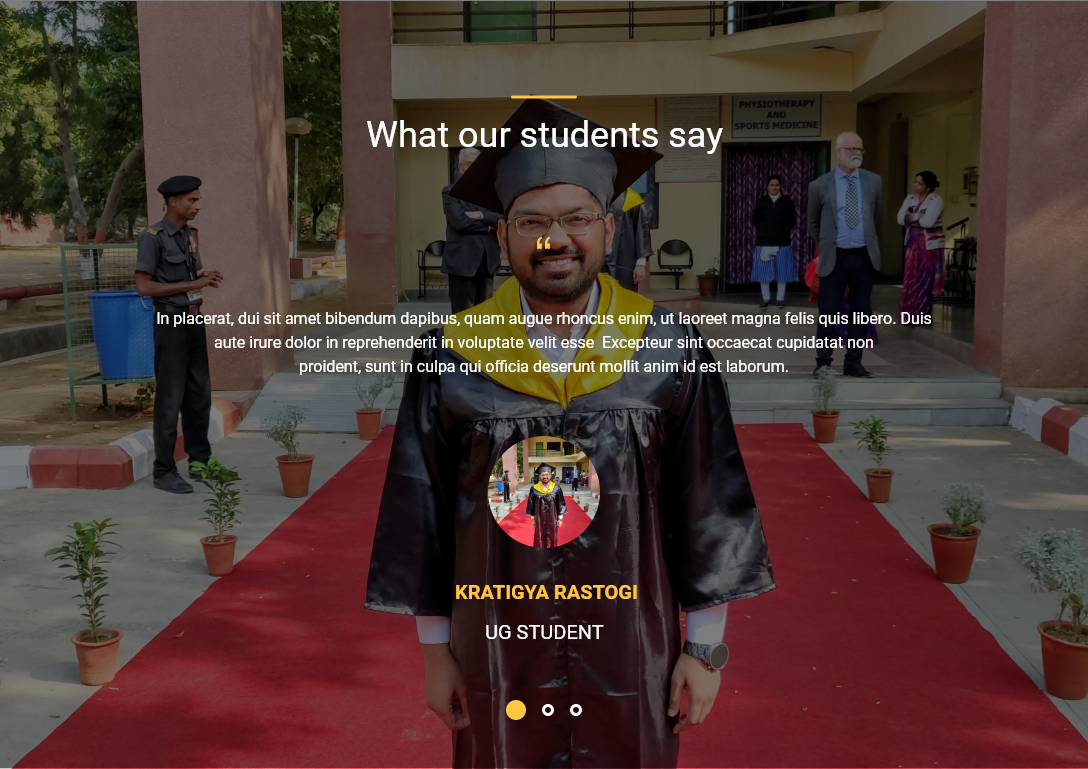 PHYSIOTHERAPY
AND
SPORTS MEDICINE
What our students say
“
In placerat, dui sit amet bibendum dapibus, quam augue rhoncus enim, ut laoreet magna felis quis libero. Duis
aute irure dolor in reprehenderit in voluptate velit esse Excepteur sint occaecat cupidatat non
proident, sunt in culpa qui officia deserunt mollit anim id est laborum.
KRATIGYA RASTOGI
UG STUDENT